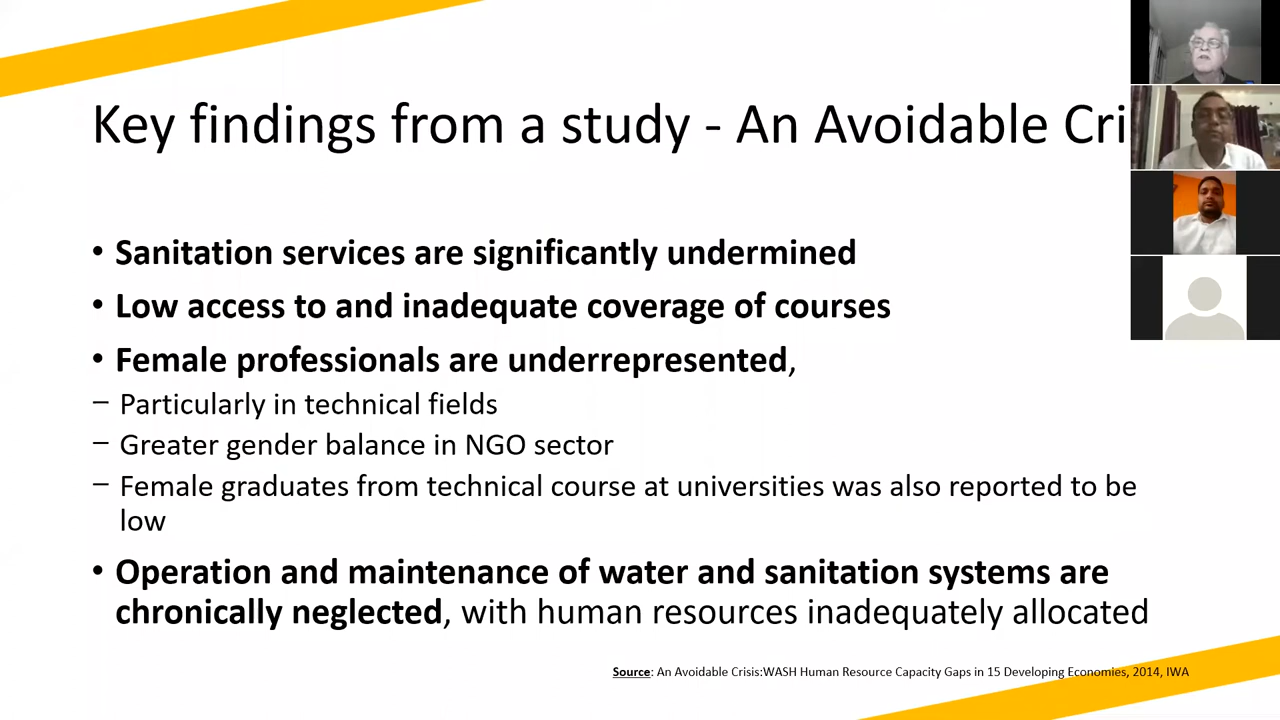 Key findings from a study - An Avoidable Cri
• Sanitation services are significantly undermined
• Low access to and inadequate coverage of courses
• Female professionals are underrepresented,
– Particularly in technical fields
– Greater gender balance in NGO sector
– Female graduates from technical course at universities was also reported to be
low
• Operation and maintenance of water and sanitation systems are
chronically neglected, with human resources inadequately allocated
Source: An Avoidable Crisis:WASH Human Resource Capacity Gaps in 15 Developing Economies, 2014, IWA